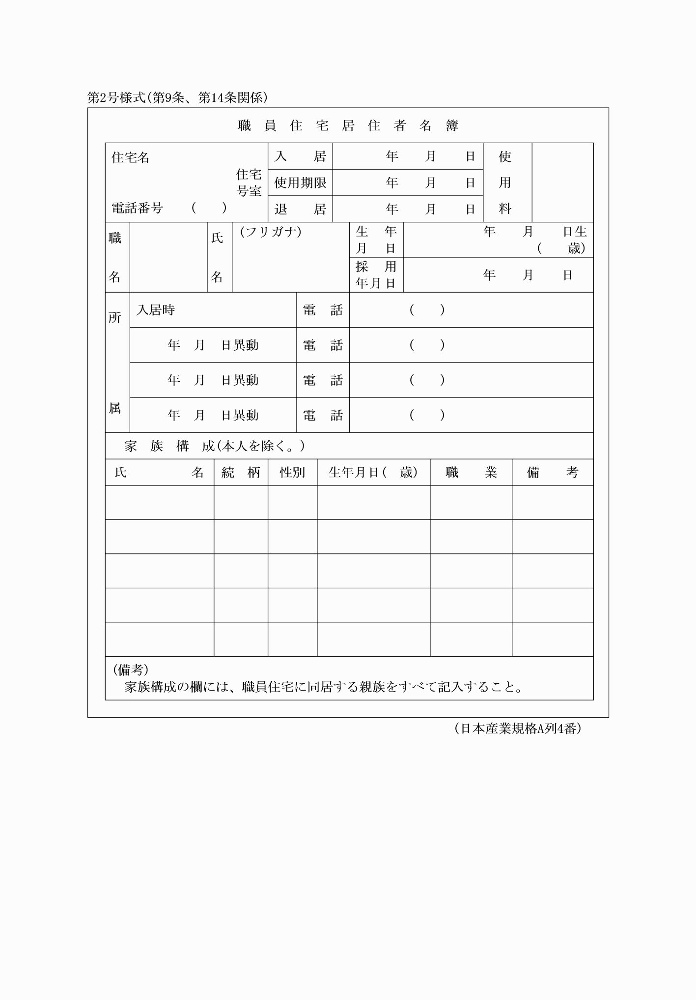 第2号様式(第9条、第14条関係)
職　員　住　宅　居　住　者　名　簿
住宅名
住宅
号室
電話番号　　(　　)
入　　居　　　　年　　月　　日
使用期限　　　　年　　月　　日
退　　居　　　　年　　月　　日
使
用
料
職
名
氏
名
(フリガナ)
生　年
月　日
年　　月　　日生
(　　歳)
採　用
年月日
年　　月　　日
所
属
入居時　　電　話　　(　　)
年　月　日異動　　電　話　　(　　)
年　月　日異動　　電　話　　(　　)
年　月　日異動　　電　話　　(　　)
家　族　構　成(本人を除く。)
氏　　　　　名　続　柄　性別　生年月日(　歳)　職　　業　備　　考
(備考)
家族構成の欄には、職員住宅に同居する親族をすべて記入すること。
(日本産業規格A列4番)